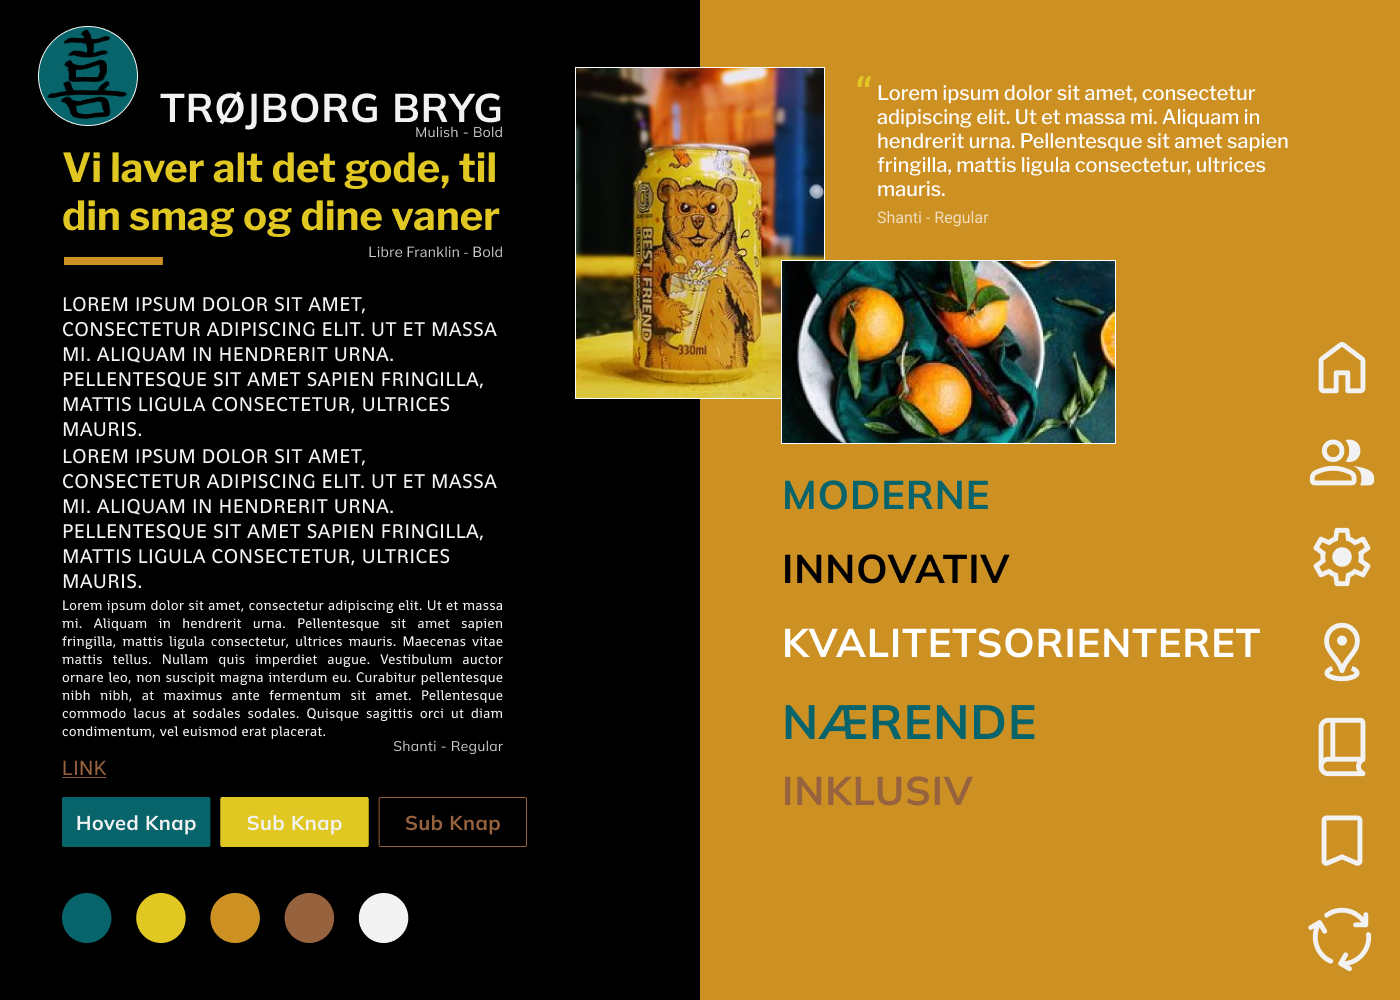 喜
TRØJBORG BRYG
Mulish - Bold
Vi laver alt det gode, til
din smag og dine vaner
Libre Franklin - Bold
LOREM IPSUM DOLOR SIT AMET,
CONSECTETUR ADIPISCING ELIT. UT ET MASSA
MI. ALIQUAM IN HENDRERIT URNA.
PELLENTESQUE SIT AMET SAPIEN FRINGILLA,
MATTIS LIGULA CONSECTETUR, ULTRICES
MAURIS.
LOREM IPSUM DOLOR SIT AMET,
CONSECTETUR ADIPISCING ELIT. UT ET MASSA
MI. ALIQUAM IN HENDRERIT URNA.
PELLENTESQUE SIT AMET SAPIEN FRINGILLA,
MATTIS LIGULA CONSECTETUR, ULTRICES
MAURIS.
Lorem ipsum dolor sit amet, consectetur adipiscing elit. Ut et massa
mi. Aliquam in hendrerit urna. Pellentesque sit amet sapien
fringilla, mattis ligula consectetur, ultrices mauris. Maecenas vitae
mattis tellus. Nullam quis imperdiet augue. Vestibulum auctor
ornare leo, non suscipit magna interdum eu. Curabitur pellentesque
nibh nibh, at maximus ante fermentum sit amet. Pellentesque
commodo lacus at sodales sodales. Quisque sagittis orci ut diam
condimentum, vel euismod erat placerat.
Shanti - Regular
LINK
Hoved Knap
Sub Knap
Sub Knap
BEST FRIEND
330ml
“ Lorem ipsum dolor sit amet, consectetur
adipiscing elit. Ut et massa mi. Aliquam in
hendrerit urna. Pellentesque sit amet sapien
fringilla, mattis ligula consectetur, ultrices
mauris.
Shanti - Regular
MODERNE
INNOVATIV
KVALITETSORIENTERET
NÆRENDE
INKLUSIV